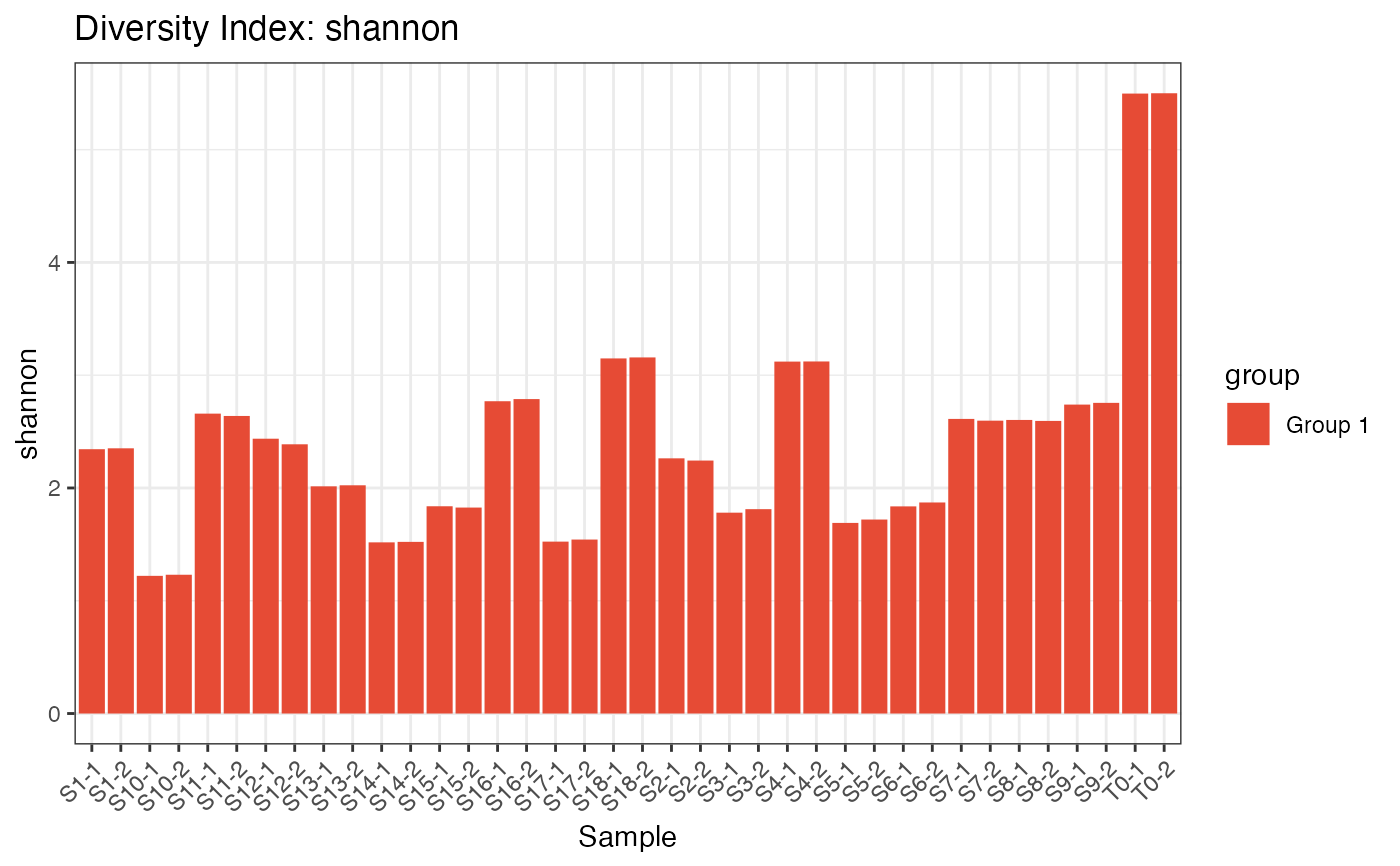 Diversity Index: shannon
shannon
4
2
0
S1-1
S1-2
S10-1
S10-2
S11-1
S11-2
S12-1
S12-2
S13-1
S13-2
S14-1
S14-2
S15-1
S15-2
S16-1
S16-2
S17-1
S17-2
S18-1
S18-2
S2-1
S2-2
S3-1
S3-2
S4-1
S4-2
S5-1
S5-2
S6-1
S6-2
S7-1
S7-2
S8-1
S8-2
S9-1
S9-2
T0-1
T0-2
Sample
group
Group 1